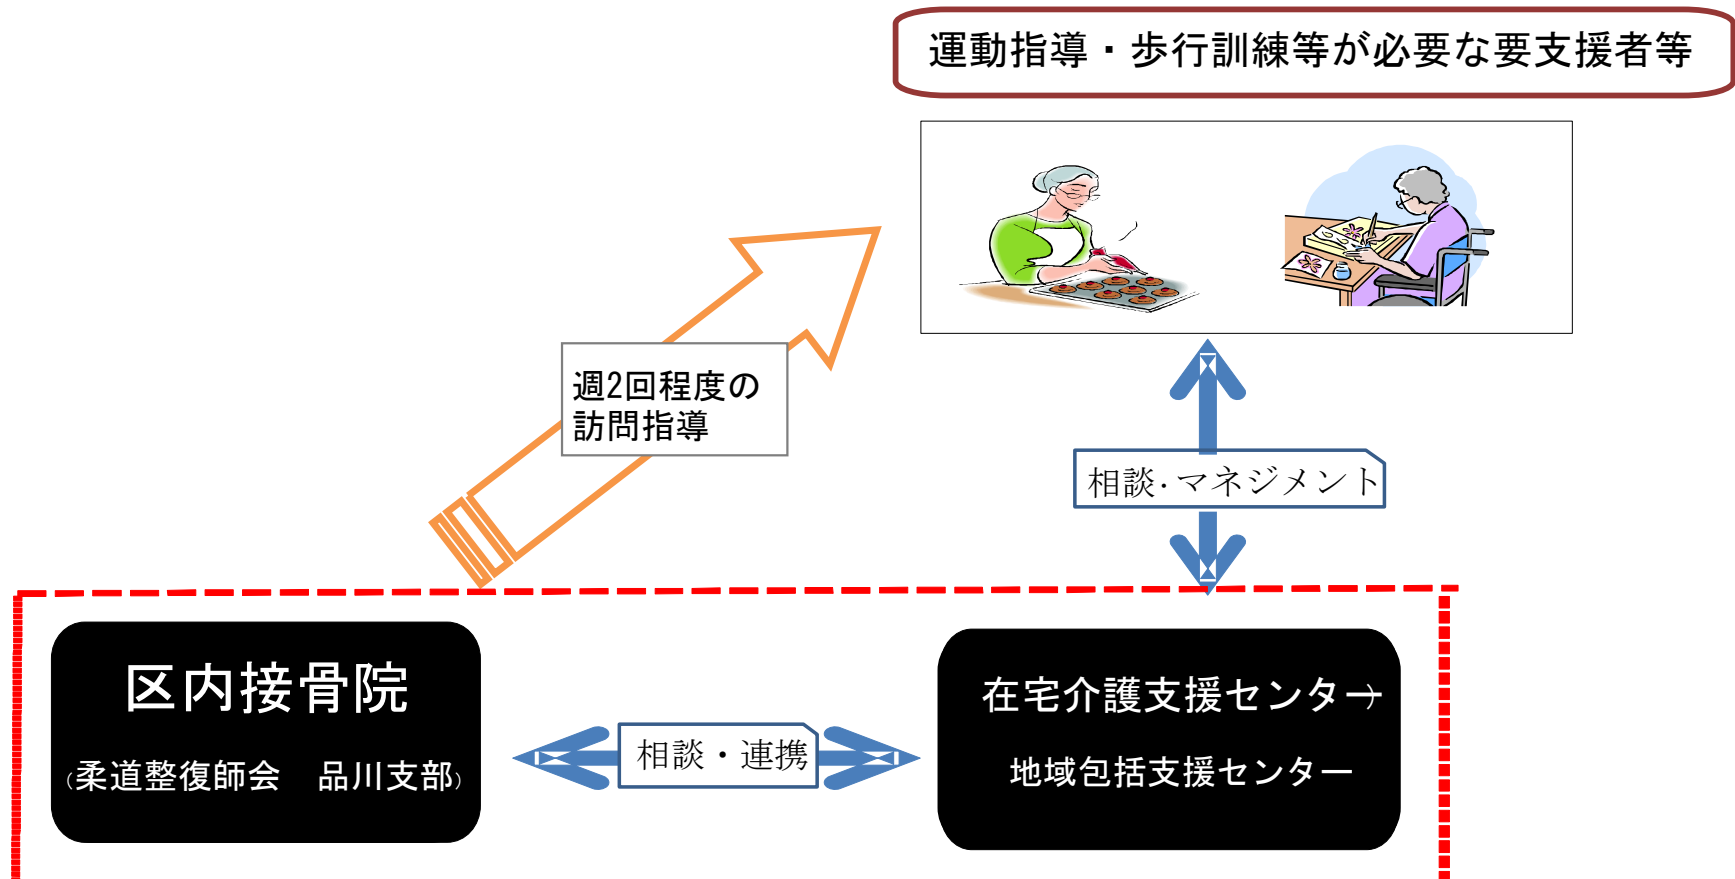 運動指導・歩行訓練等が必要な要支援者等
週2回程度の
訪問指導
相談・マネジメント
区内接骨院
(柔道整復師会　品川支部)
相談・連携
在宅介護支援センター)
地域包括支援センター